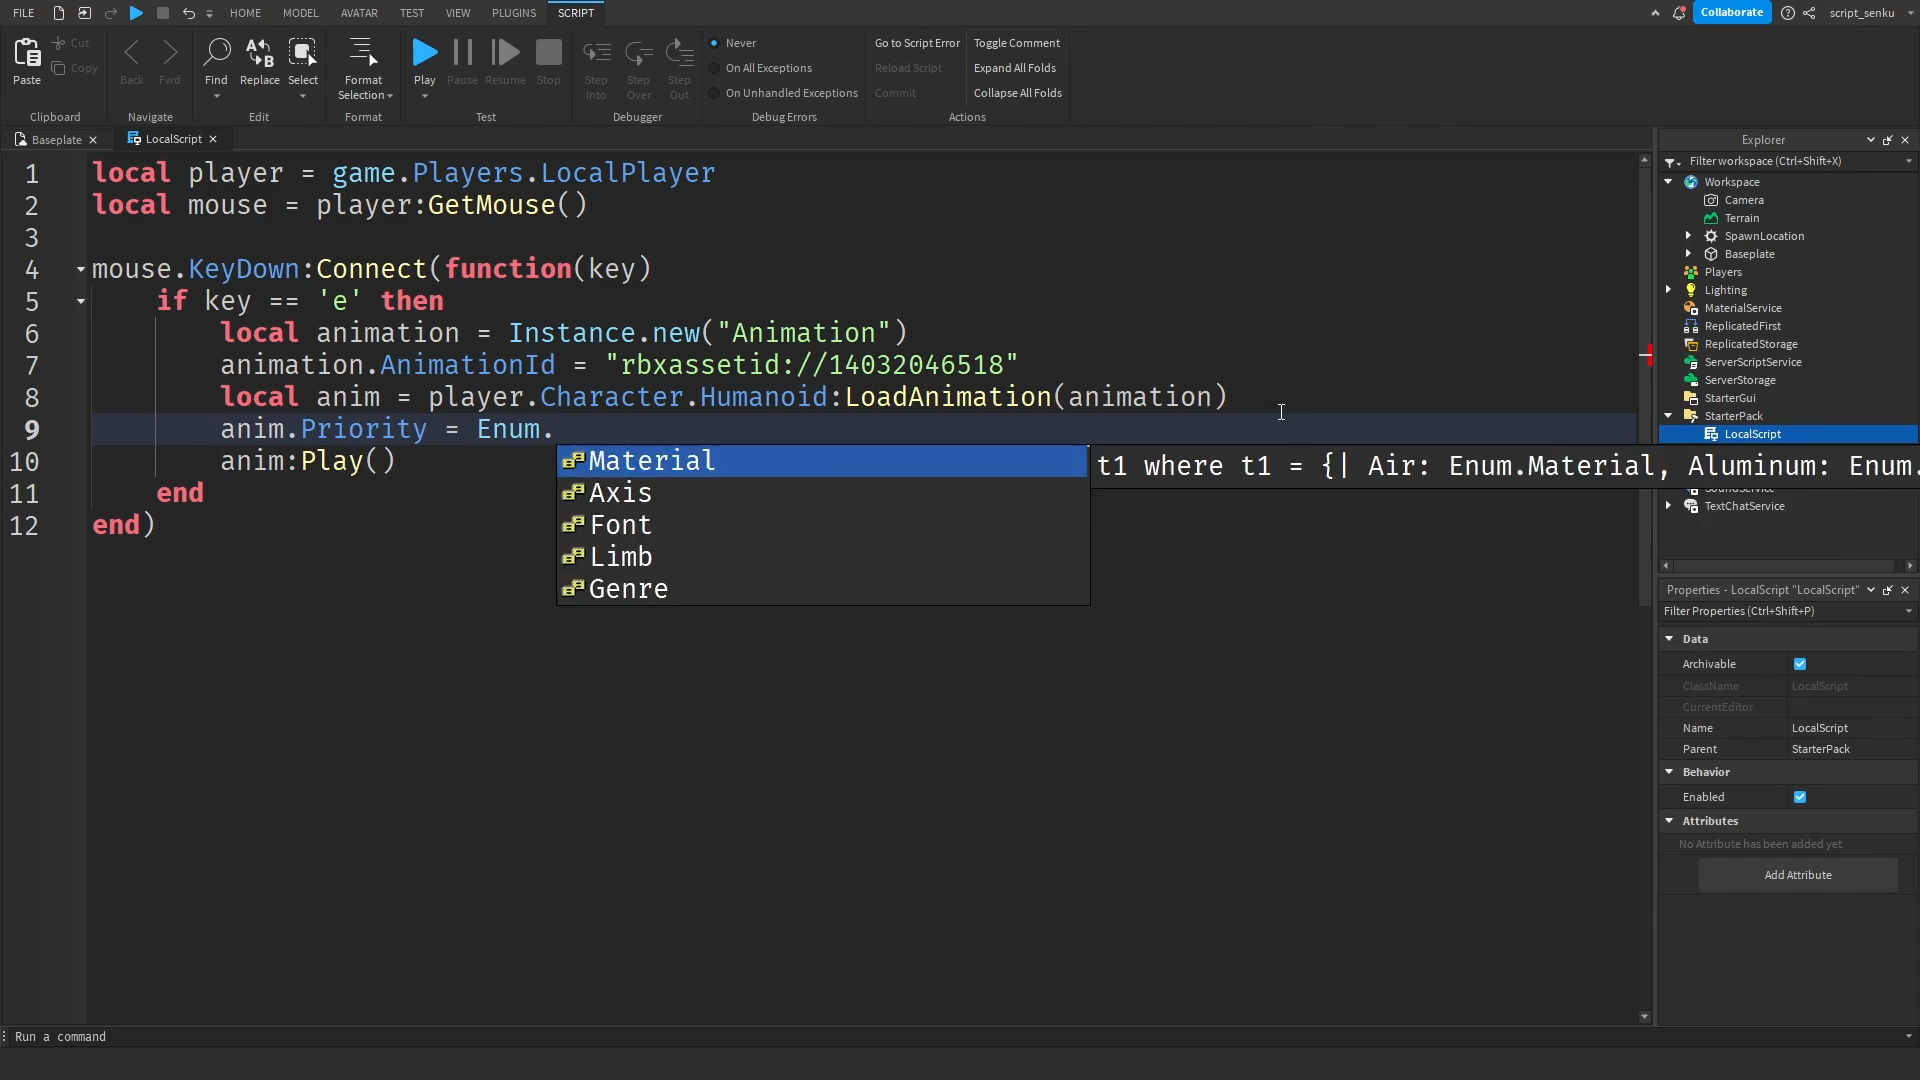 FILE HOME MODEL AVATAR TEST VIEW PLUGINS SCRIPT Collaborate script_senku
Paste Cut Copy Back Fwd Find Replace Select Format Selection Play Pause Resume Stop Step Into Step Over Step Out
Never
On All Exceptions
On Unhandled Exceptions
Go to Script Error Toggle Comment
Reload Script Expand All Folds
Commit Collapse All Folds
Clipboard Navigate Edit Format Test Debugger Debug Errors Actions
Baseplate LocalScript
1 local player = game.Players.LocalPlayer
2 local mouse = player:GetMouse()
3
4 mouse.KeyDown:Connect(function(key)
5 if key == 'e' then
6 local animation = Instance.new("Animation")
7 animation.AnimationId = "rbxassetid://14032046518"
8 local anim = player.Character.Humanoid:LoadAnimation(animation)
9 anim.Priority = Enum.
10 anim:Play()
11 end
12 end)
Material
Axis
Font
Limb
Genre
t1 where t1 = {| Air: Enum.Material, Aluminum: Enum.
Explorer
Filter workspace (Ctrl+Shift+X)
Workspace
Camera
Terrain
SpawnLocation
Baseplate
Players
Lighting
MaterialService
ReplicatedFirst
ReplicatedStorage
ServerScriptService
ServerStorage
StarterGui
StarterPack
LocalScript
SoundService
TextChatService
Properties - LocalScript "LocalScript"
Filter Properties (Ctrl+Shift+P)
Data
Archivable
ClassName LocalScript
CurrentEditor
Name LocalScript
Parent StarterPack
Behavior
Enabled
Attributes
No Attribute has been added yet
Add Attribute
Run a command